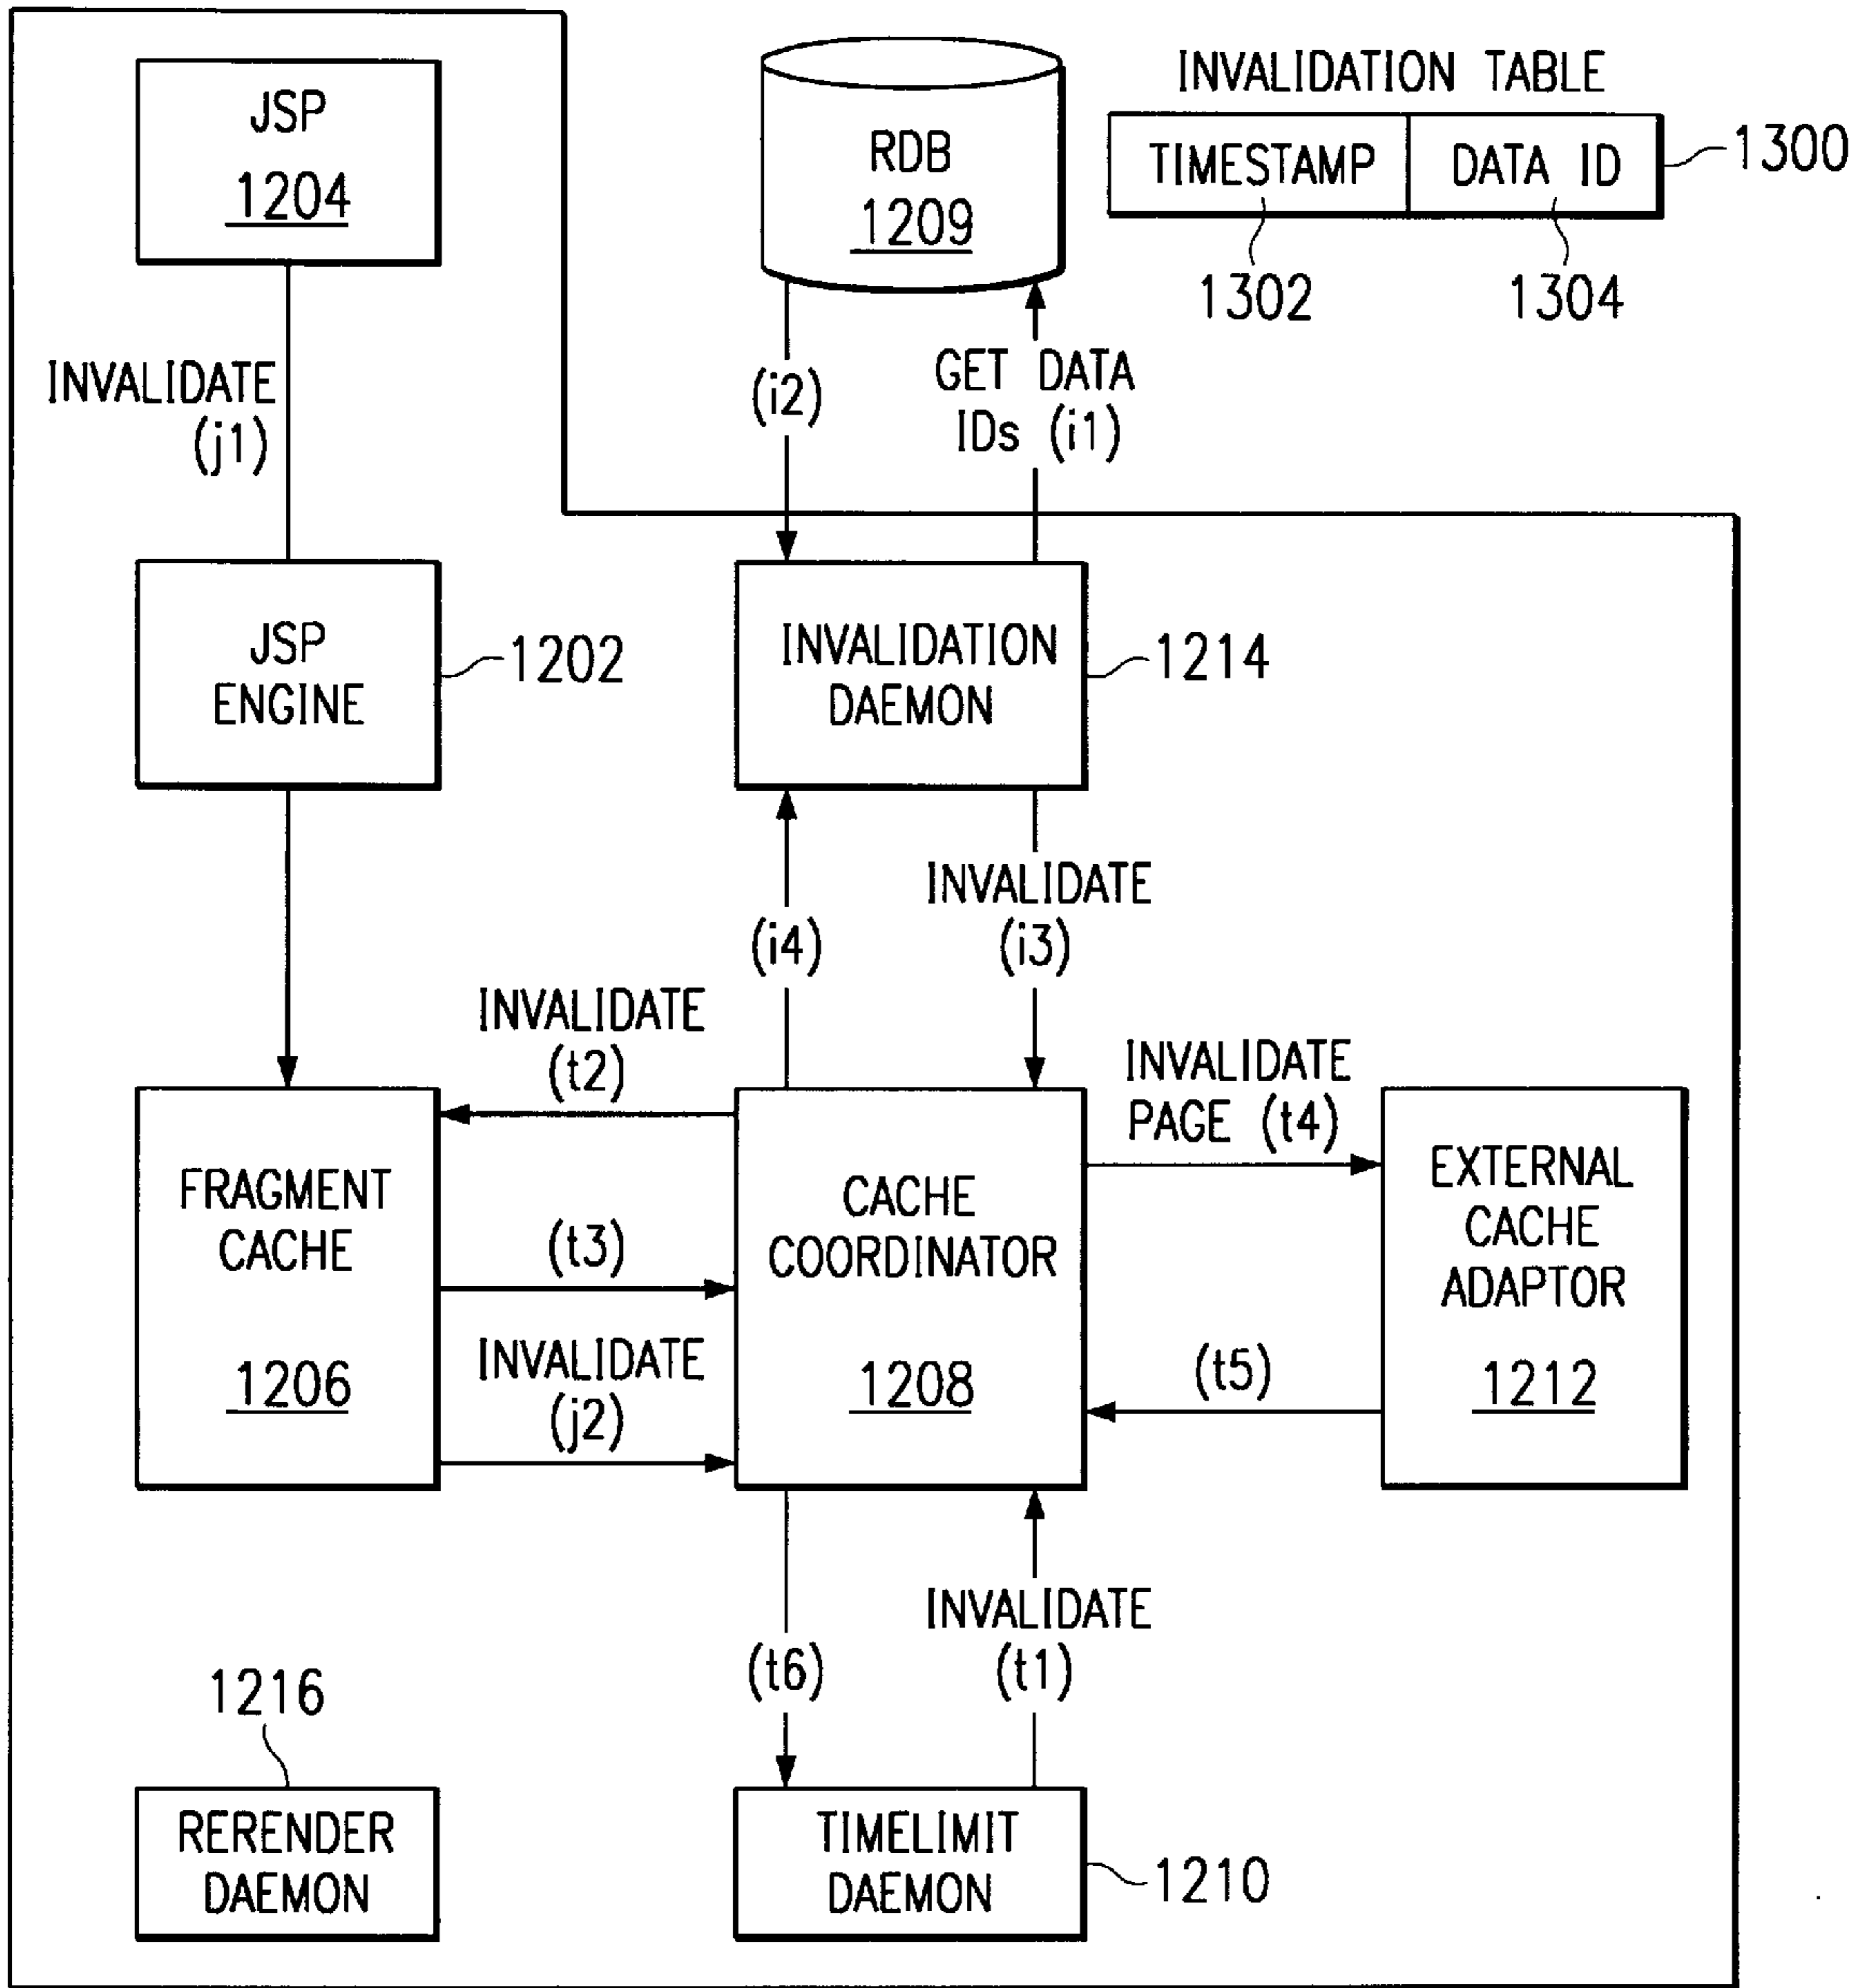 JSP
1204
RDB
1209
INVALIDATION TABLE
TIMESTAMP
DATA ID
1300
1302
1304
INVALIDATE
(j1)
(i2)
GET DATA
IDs (i1)
JSP
ENGINE
1202
INVALIDATION
DAEMON
1214
(i4)
INVALIDATE
(i3)
INVALIDATE
(t2)
INVALIDATE
PAGE (t4)
FRAGMENT
CACHE
1206
(t3)
INVALIDATE
(j2)
CACHE
COORDINATOR
1208
(t5)
EXTERNAL
CACHE
ADAPTOR
1212
(t6)
INVALIDATE
(t1)
1216
RERENDER
DAEMON
TIMELIMIT
DAEMON
1210